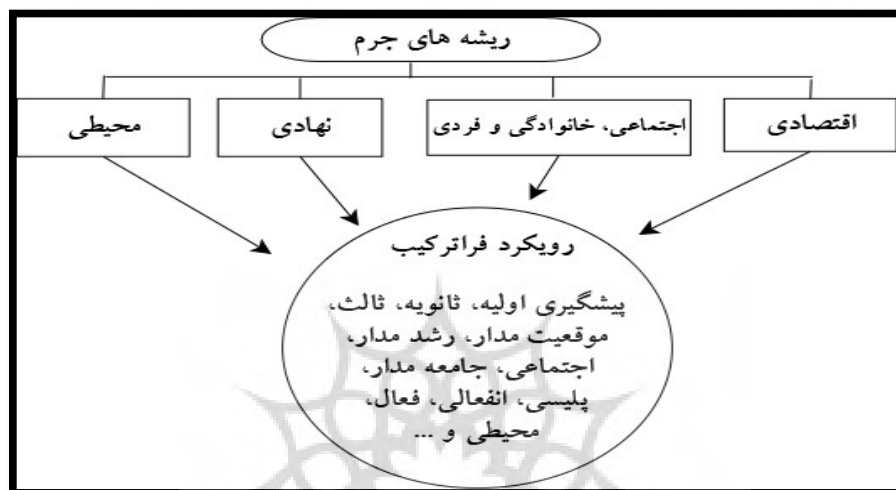 ریشه های جرم
اقتصادی
اجتماعی، خانوادگی و فردی
نهادی
محیطی
رویکرد فراترکیب
پیشگیری اولیه، ثانویه، ثالث،
موقعیت مدار، رشد مدار،
اجتماعی، جامعه مدار،
پلیسی، انفعالی، فعال،
محیطی و ...